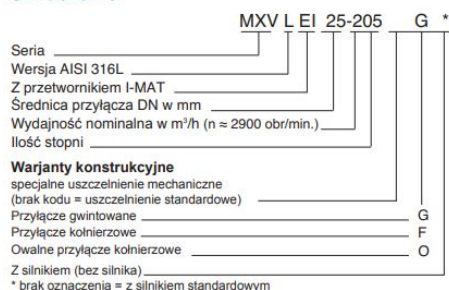 MXV L EI 25-205 G *
Seria
Wersja AISI 316L
Z przetwornikiem I-MAT
Średnica przyłącza DN w mm
Wydajność nominalna w m³/h (n ≈ 2900 obr/min.)
Ilość stopni
Warjanty konstrukcyjne
specjalne uszczelnienie mechaniczne
(brak kodu = uszczelnienie standardowe)
Przyłącze gwintowane G
Przyłącze kołnierzowe F
Owalne przyłącze kołnierzowe O
Z silnikiem (bez silnika)
* brak oznaczenia = z silnikiem standardowym